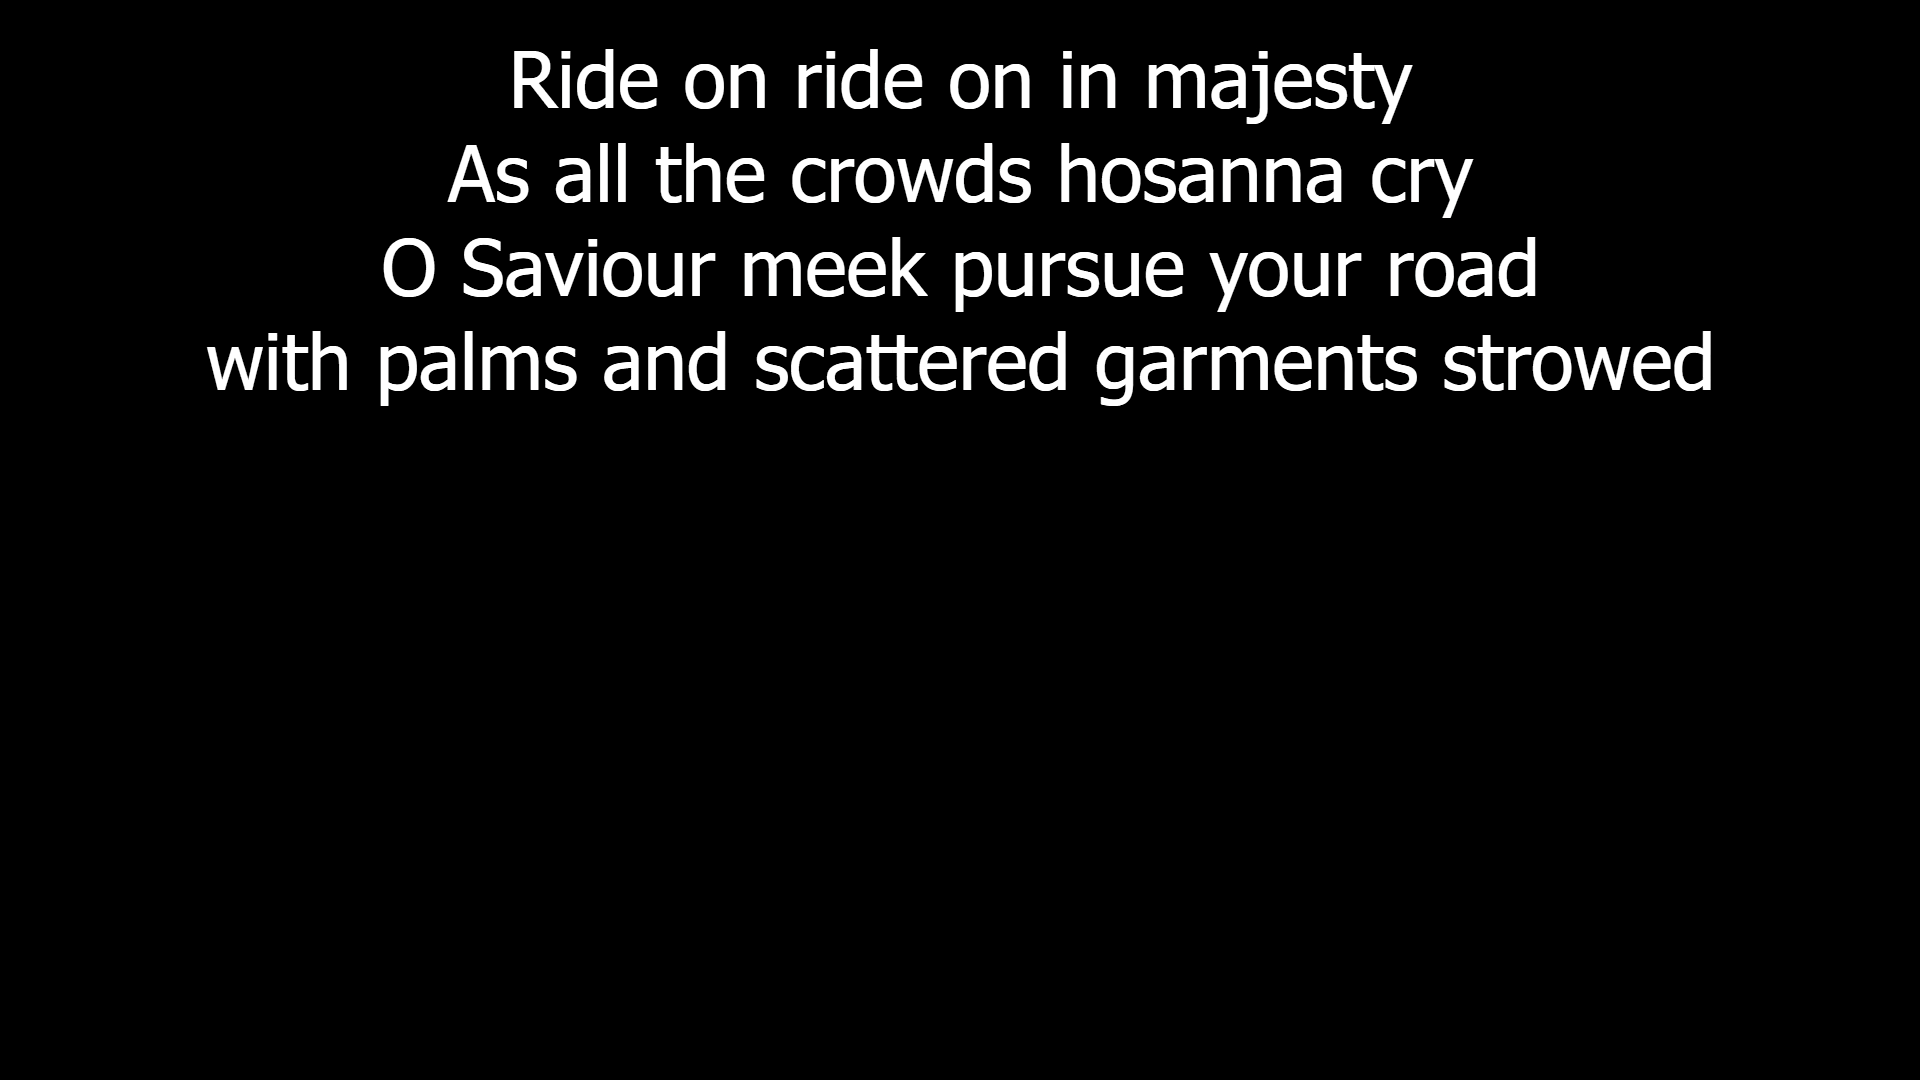 Ride on ride on in majesty
As all the crowds hosanna cry
O Saviour meek pursue your road
with palms and scattered garments strowed